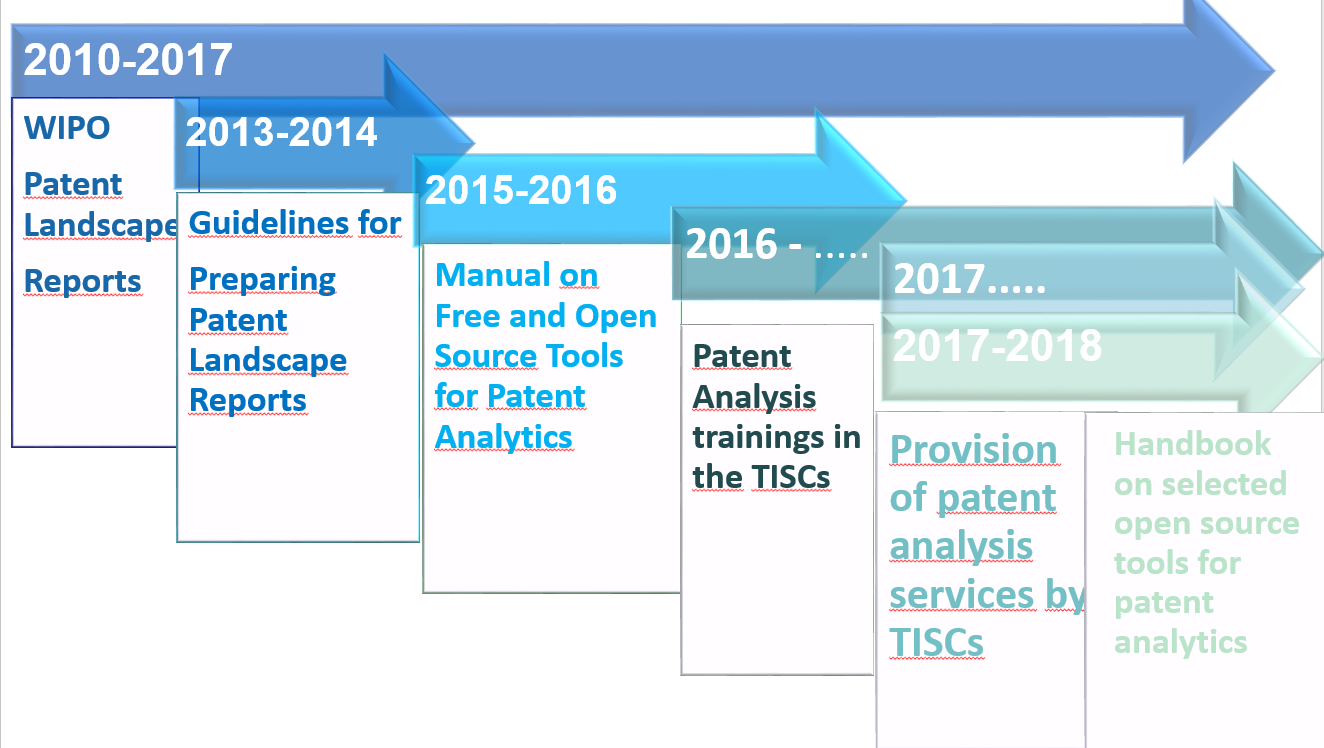 2010-2017
WIPO
Patent
Landscape
Reports
2013-2014
Guidelines for
Preparing
Patent
Landscape
Reports
2015-2016
Manual on
Free and Open
Source Tools
for Patent
Analytics
2016 - .....
Patent
Analysis
trainings in
the TISCs
2017.....
Provision
of patent
analysis
services by
TISCs
2017-2018
Handbook
on selected
open source
tools for
patent
analytics